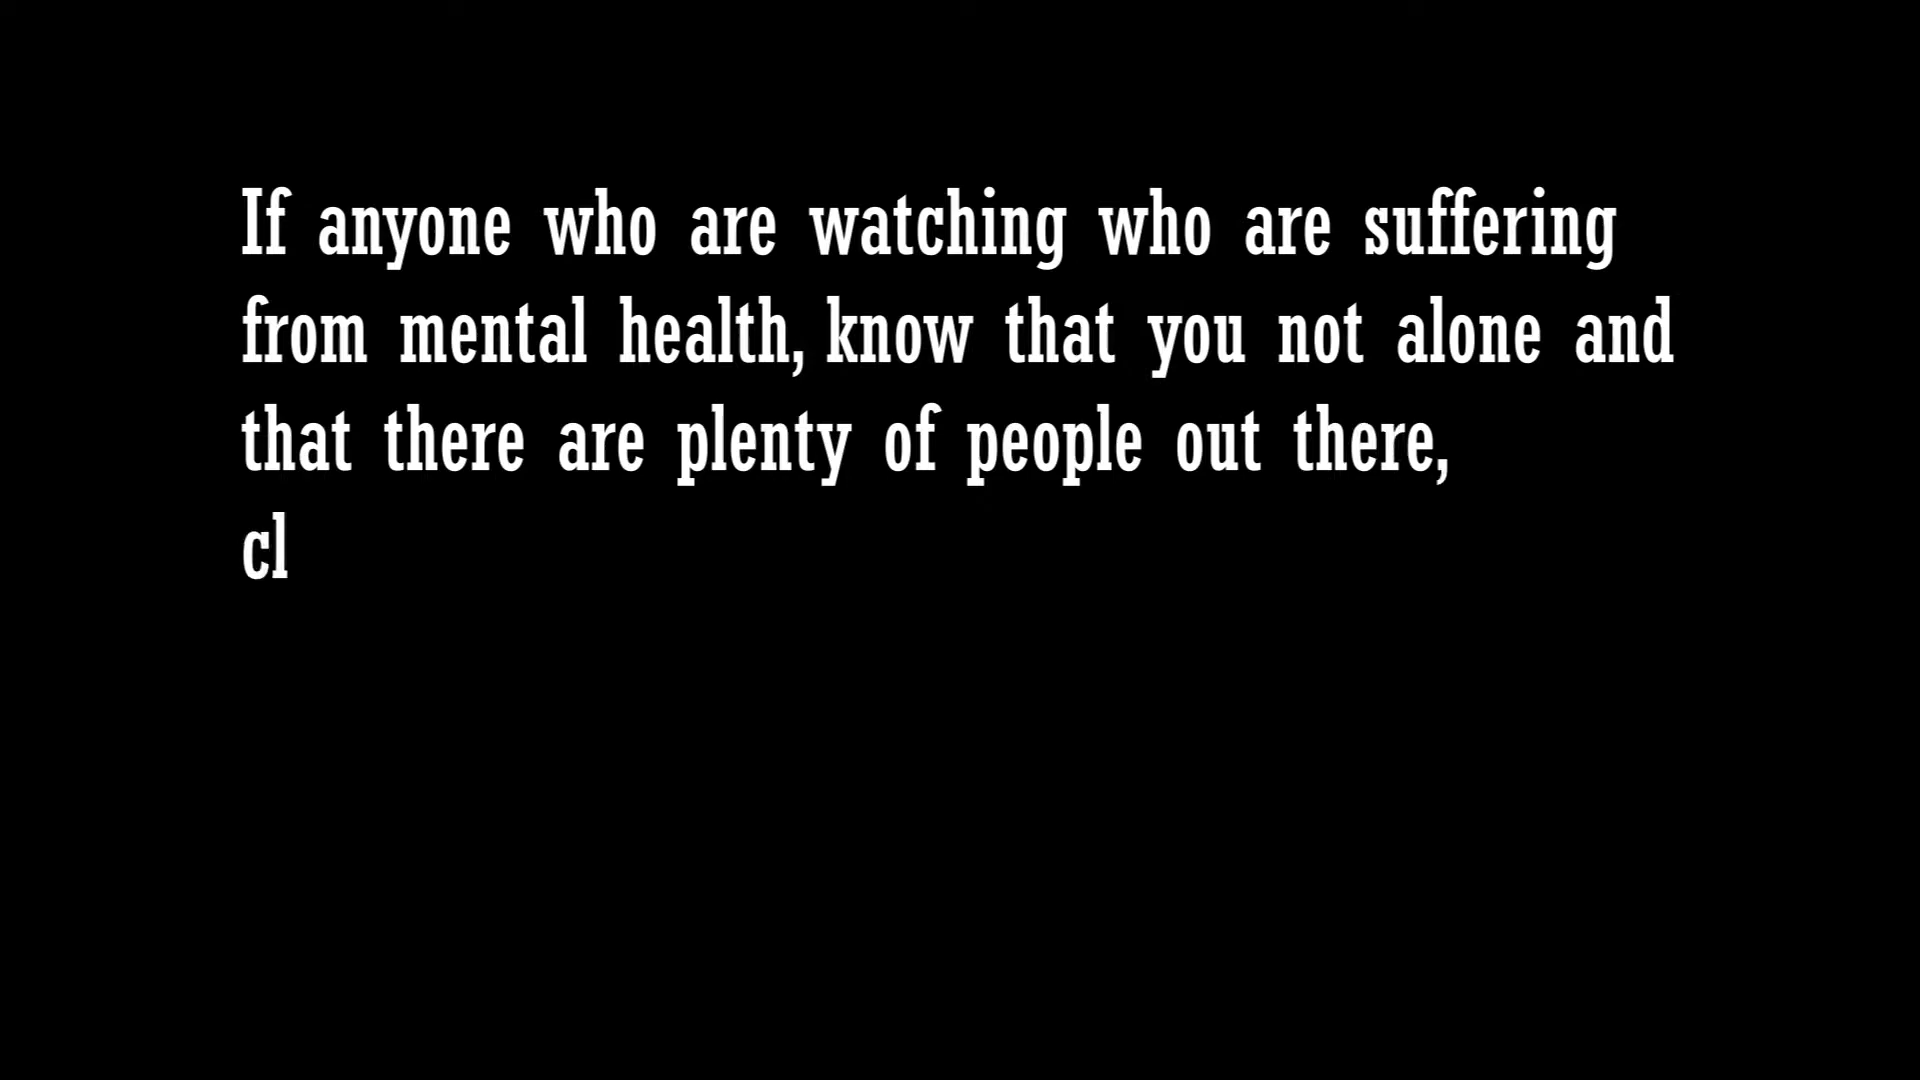 If anyone who are watching who are suffering
from mental health, know that you not alone and
that there are plenty of people out there,
cl